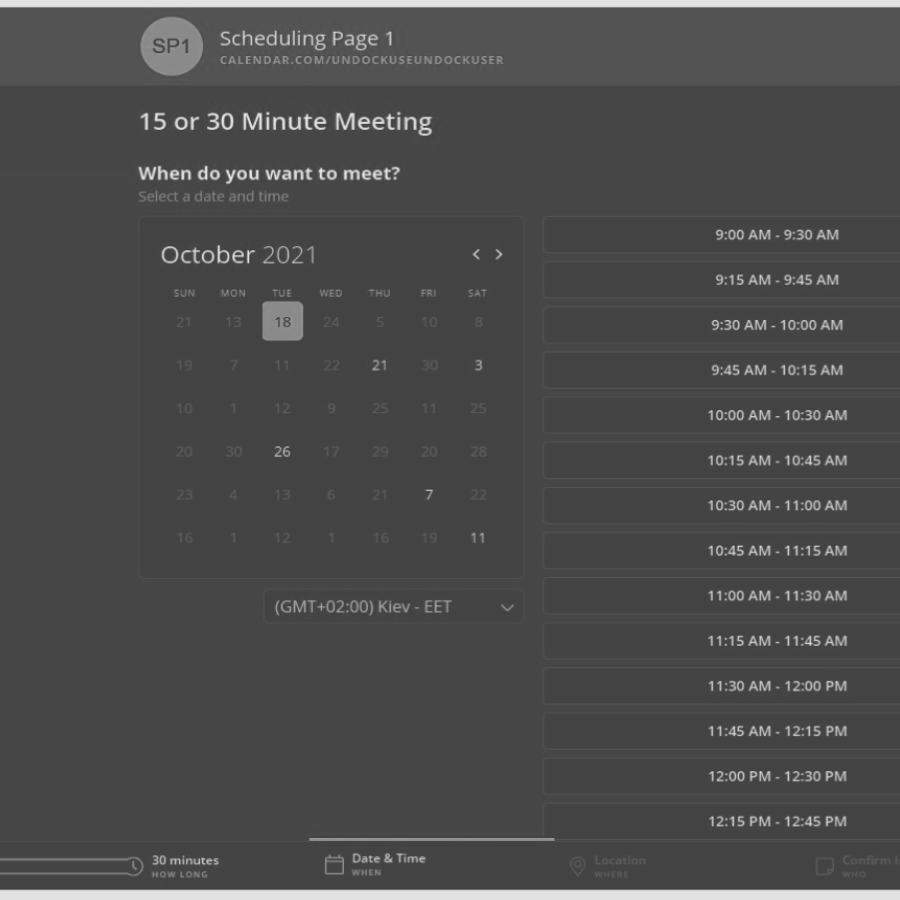 SP1
Scheduling Page 1
CALENDAR.COM/UNDOCKUSEUNDOCKUSER
15 or 30 Minute Meeting
When do you want to meet?
Select a date and time
October 2021
< >
SUN MON TUE WED THU FRI SAT
21 13 18 24 5 10 8
19 7 11 22 21 30 3
10 1 12 9 25 11 25
20 30 26 17 29 20 28
23 4 13 6 21 7 22
16 1 12 1 16 19 11
(GMT+02:00) Kiev - EET
9:00 AM - 9:30 AM
9:15 AM - 9:45 AM
9:30 AM - 10:00 AM
9:45 AM - 10:15 AM
10:00 AM - 10:30 AM
10:15 AM - 10:45 AM
10:30 AM - 11:00 AM
10:45 AM - 11:15 AM
11:00 AM - 11:30 AM
11:15 AM - 11:45 AM
11:30 AM - 12:00 PM
11:45 AM - 12:15 PM
12:00 PM - 12:30 PM
12:15 PM - 12:45 PM
30 minutes
HOW LONG
Date & Time
WHEN
Location
WHERE
Confirm
WHO